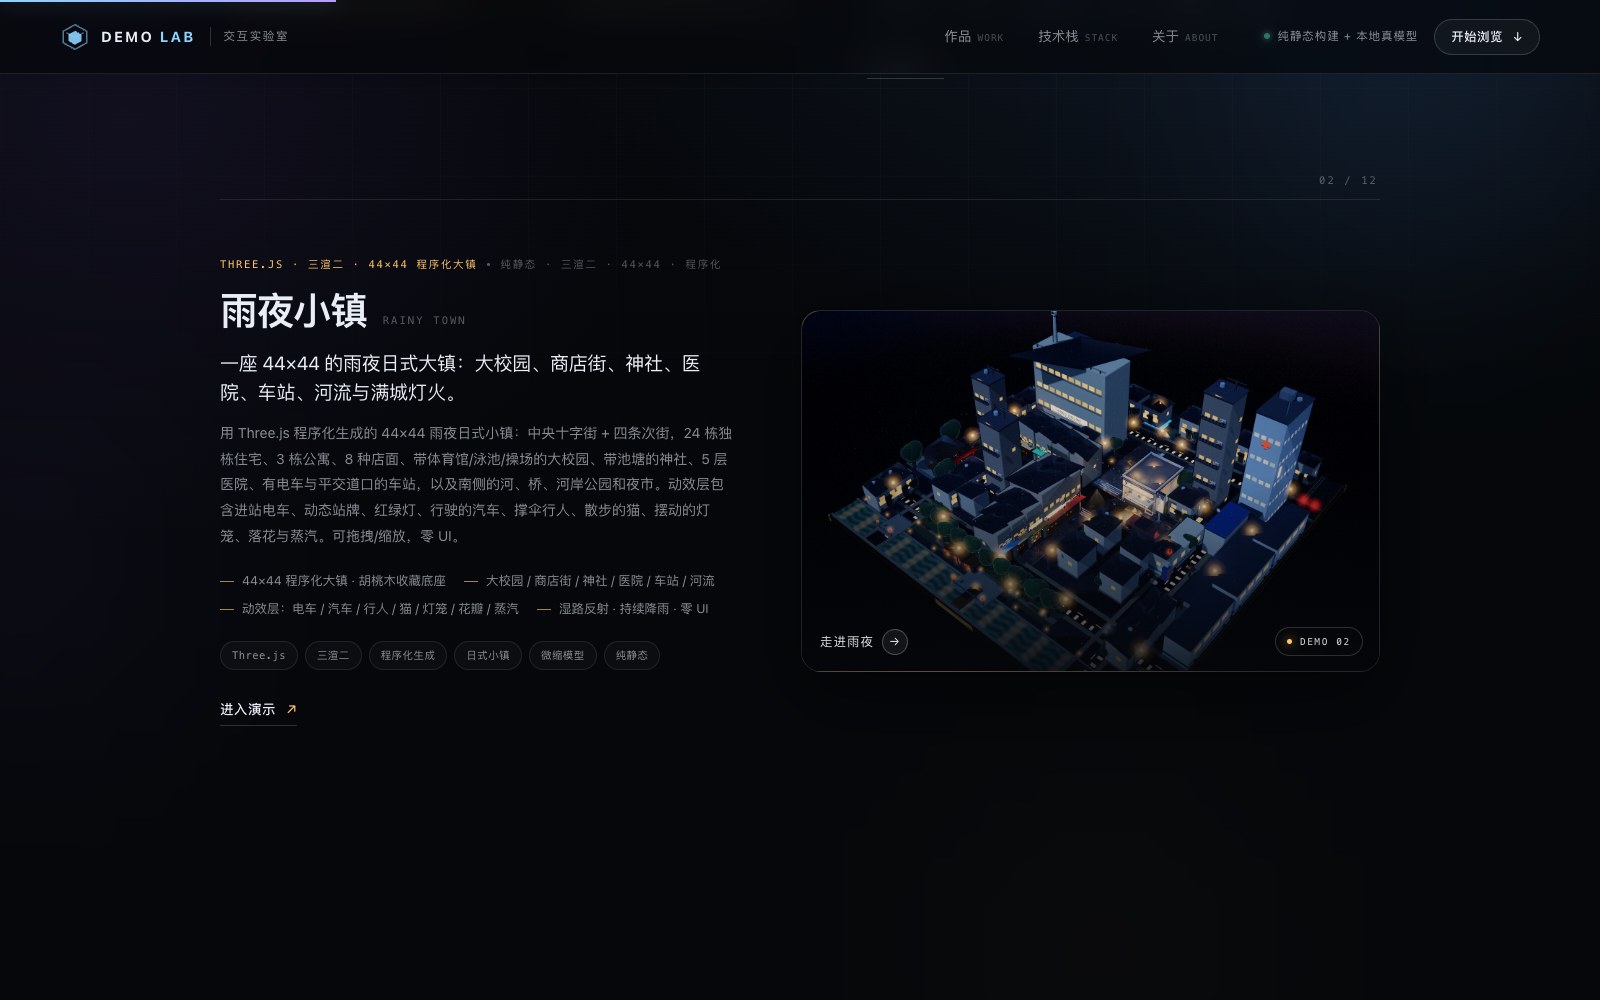 DEMO LAB
交互实验室
作品 WORK
技术栈 STACK
关于 ABOUT
纯静态构建 + 本地真模型
开始浏览 ↓
02 / 12
THREE.JS · 三渲二 · 44×44 程序化大镇 • 纯静态 · 三渲二 · 44×44 · 程序化
雨夜小镇 RAINY TOWN
一座 44×44 的雨夜日式大镇：大校园、商店街、神社、医
院、车站、河流与满城灯火。
用 Three.js 程序化生成的 44×44 雨夜日式小镇：中央十字街 + 四条次街，24 栋独
栋住宅、3 栋公寓、8 种店面、带体育馆/泳池/操场的大校园、带池塘的神社、5 层
医院、有电车与平交道口的车站，以及南侧的河、桥、河岸公园和夜市。动效层包
含进站电车、动态站牌、红绿灯、行驶的汽车、撑伞行人、散步的猫、摆动的灯
笼、落花与蒸汽。可拖拽/缩放，零 UI。
— 44×44 程序化大镇 · 胡桃木收藏底座 — 大校园 / 商店街 / 神社 / 医院 / 车站 / 河流
— 动效层：电车 / 汽车 / 行人 / 猫 / 灯笼 / 花瓣 / 蒸汽 — 湿路反射 · 持续降雨 · 零 UI
Three.js 三渲二 程序化生成 日式小镇 微缩模型 纯静态
进入演示 ↗
走进雨夜 →
DEMO 02